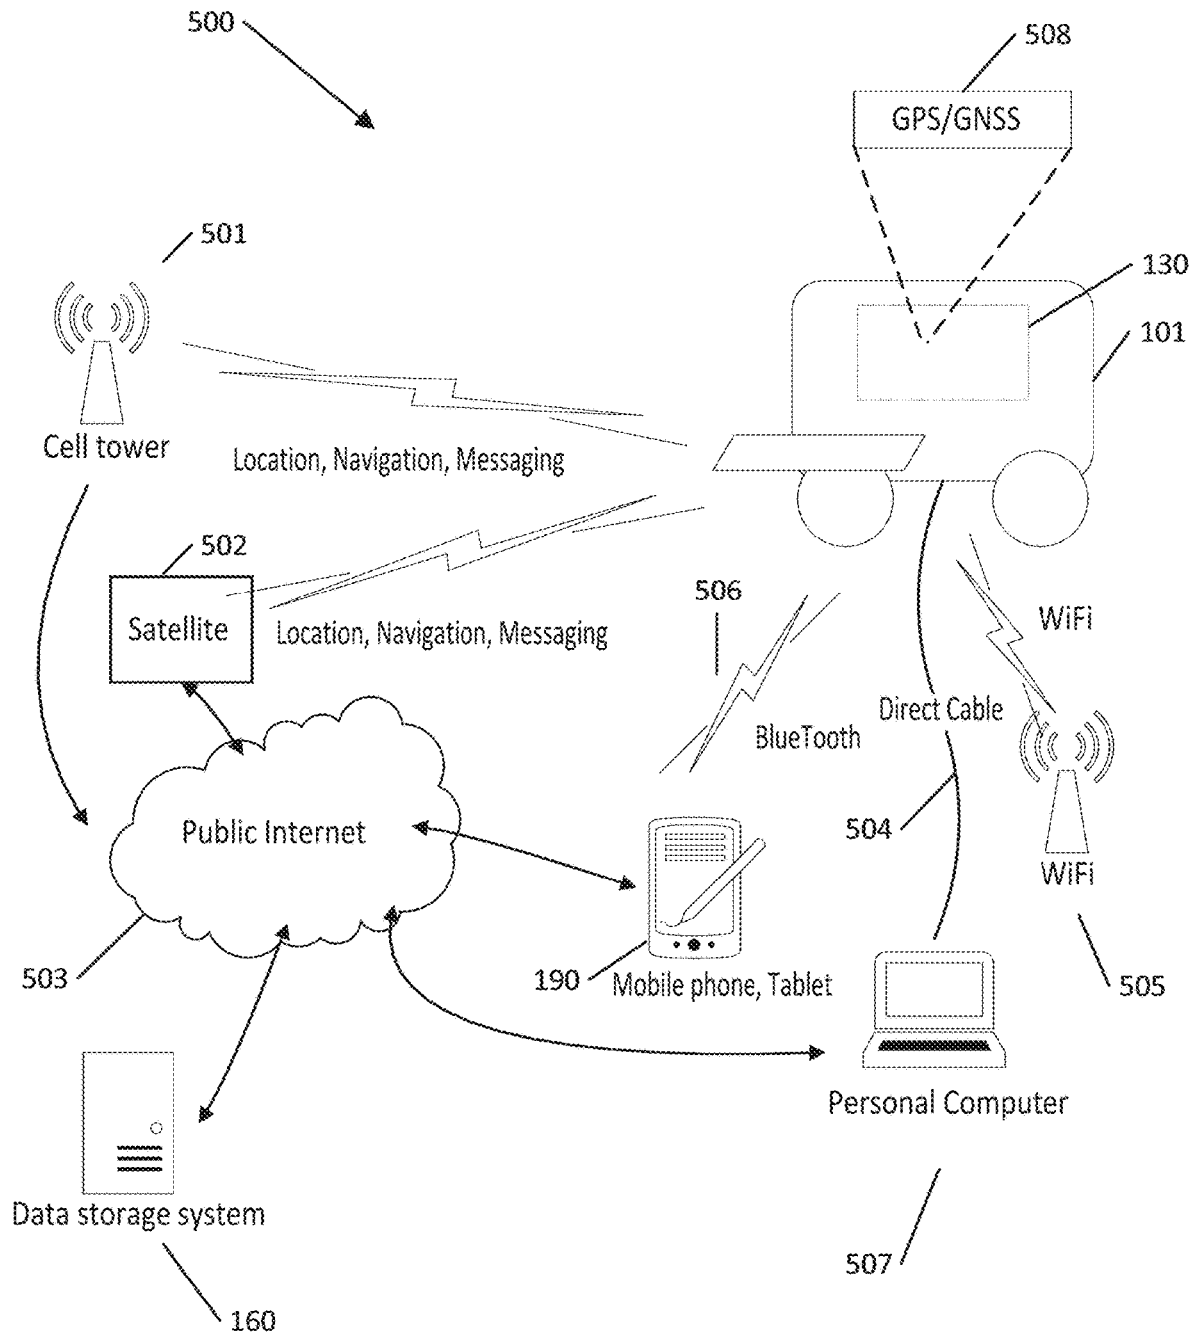 500
508
GPS/GNSS
501
130
101
Cell tower
Location, Navigation, Messaging
502
Satellite
Location, Navigation, Messaging
506
WiFi
Direct Cable
BlueTooth
Public Internet
504
WiFi
503
190
Mobile phone, Tablet
505
Personal Computer
Data storage system
507
160